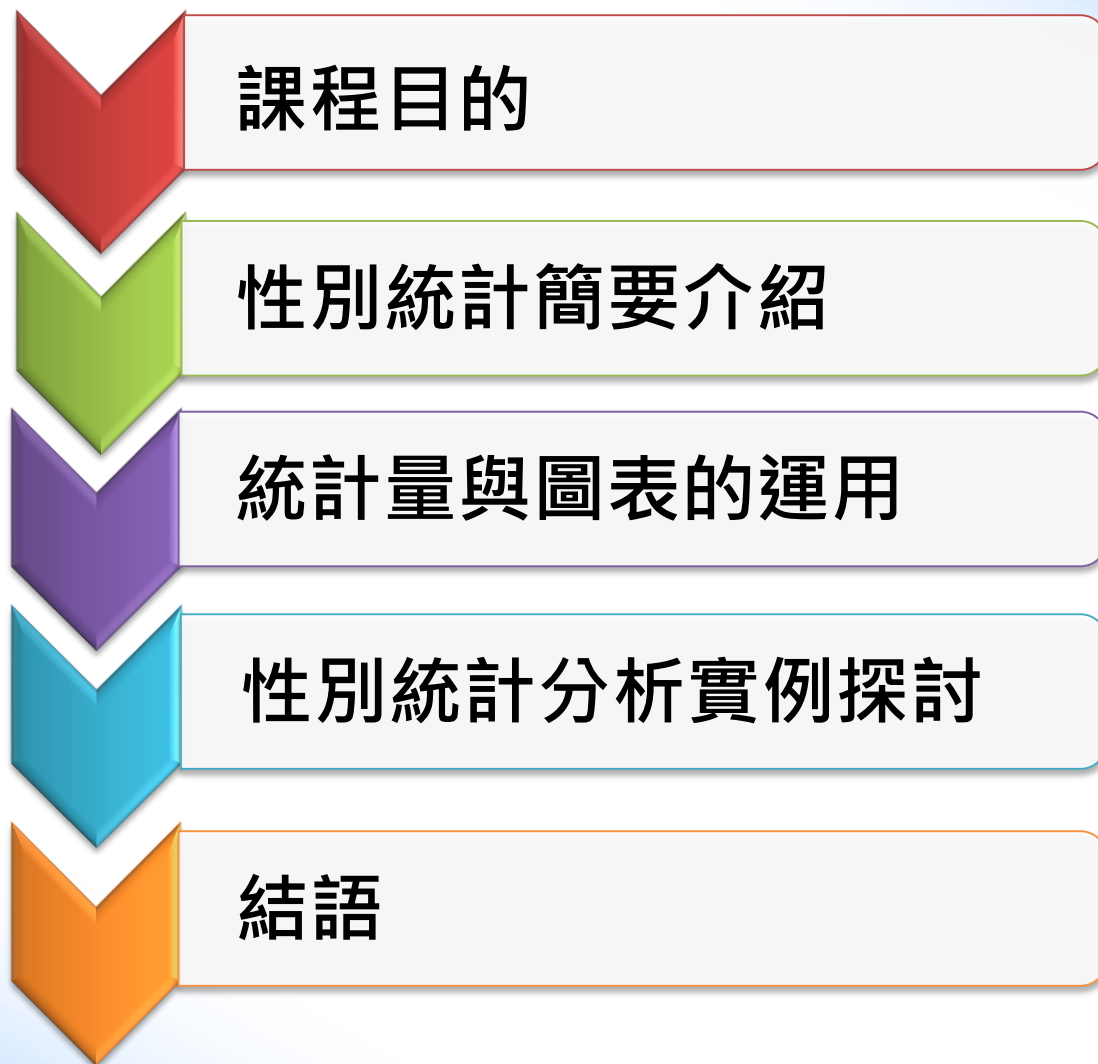 課程目的
性別統計簡要介紹
統計量與圖表的運用
性別統計分析實例探討
結語